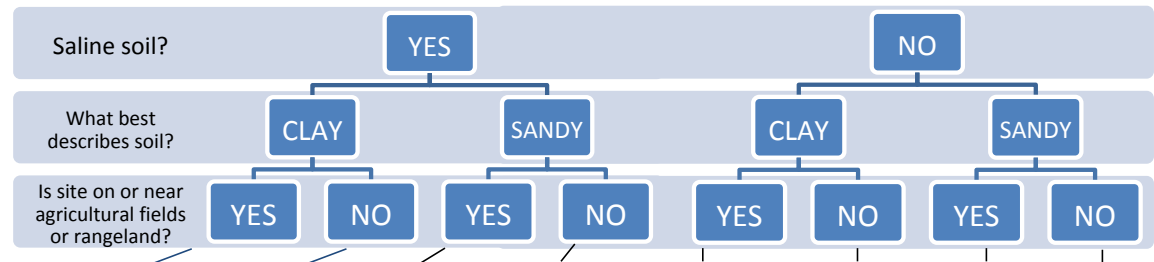 Saline soil? YES NO
What best
describes soil?
CLAY SANDY CLAY SANDY
Is site on or near
agricultural fields
or rangeland?
YES NO YES NO YES NO YES NO